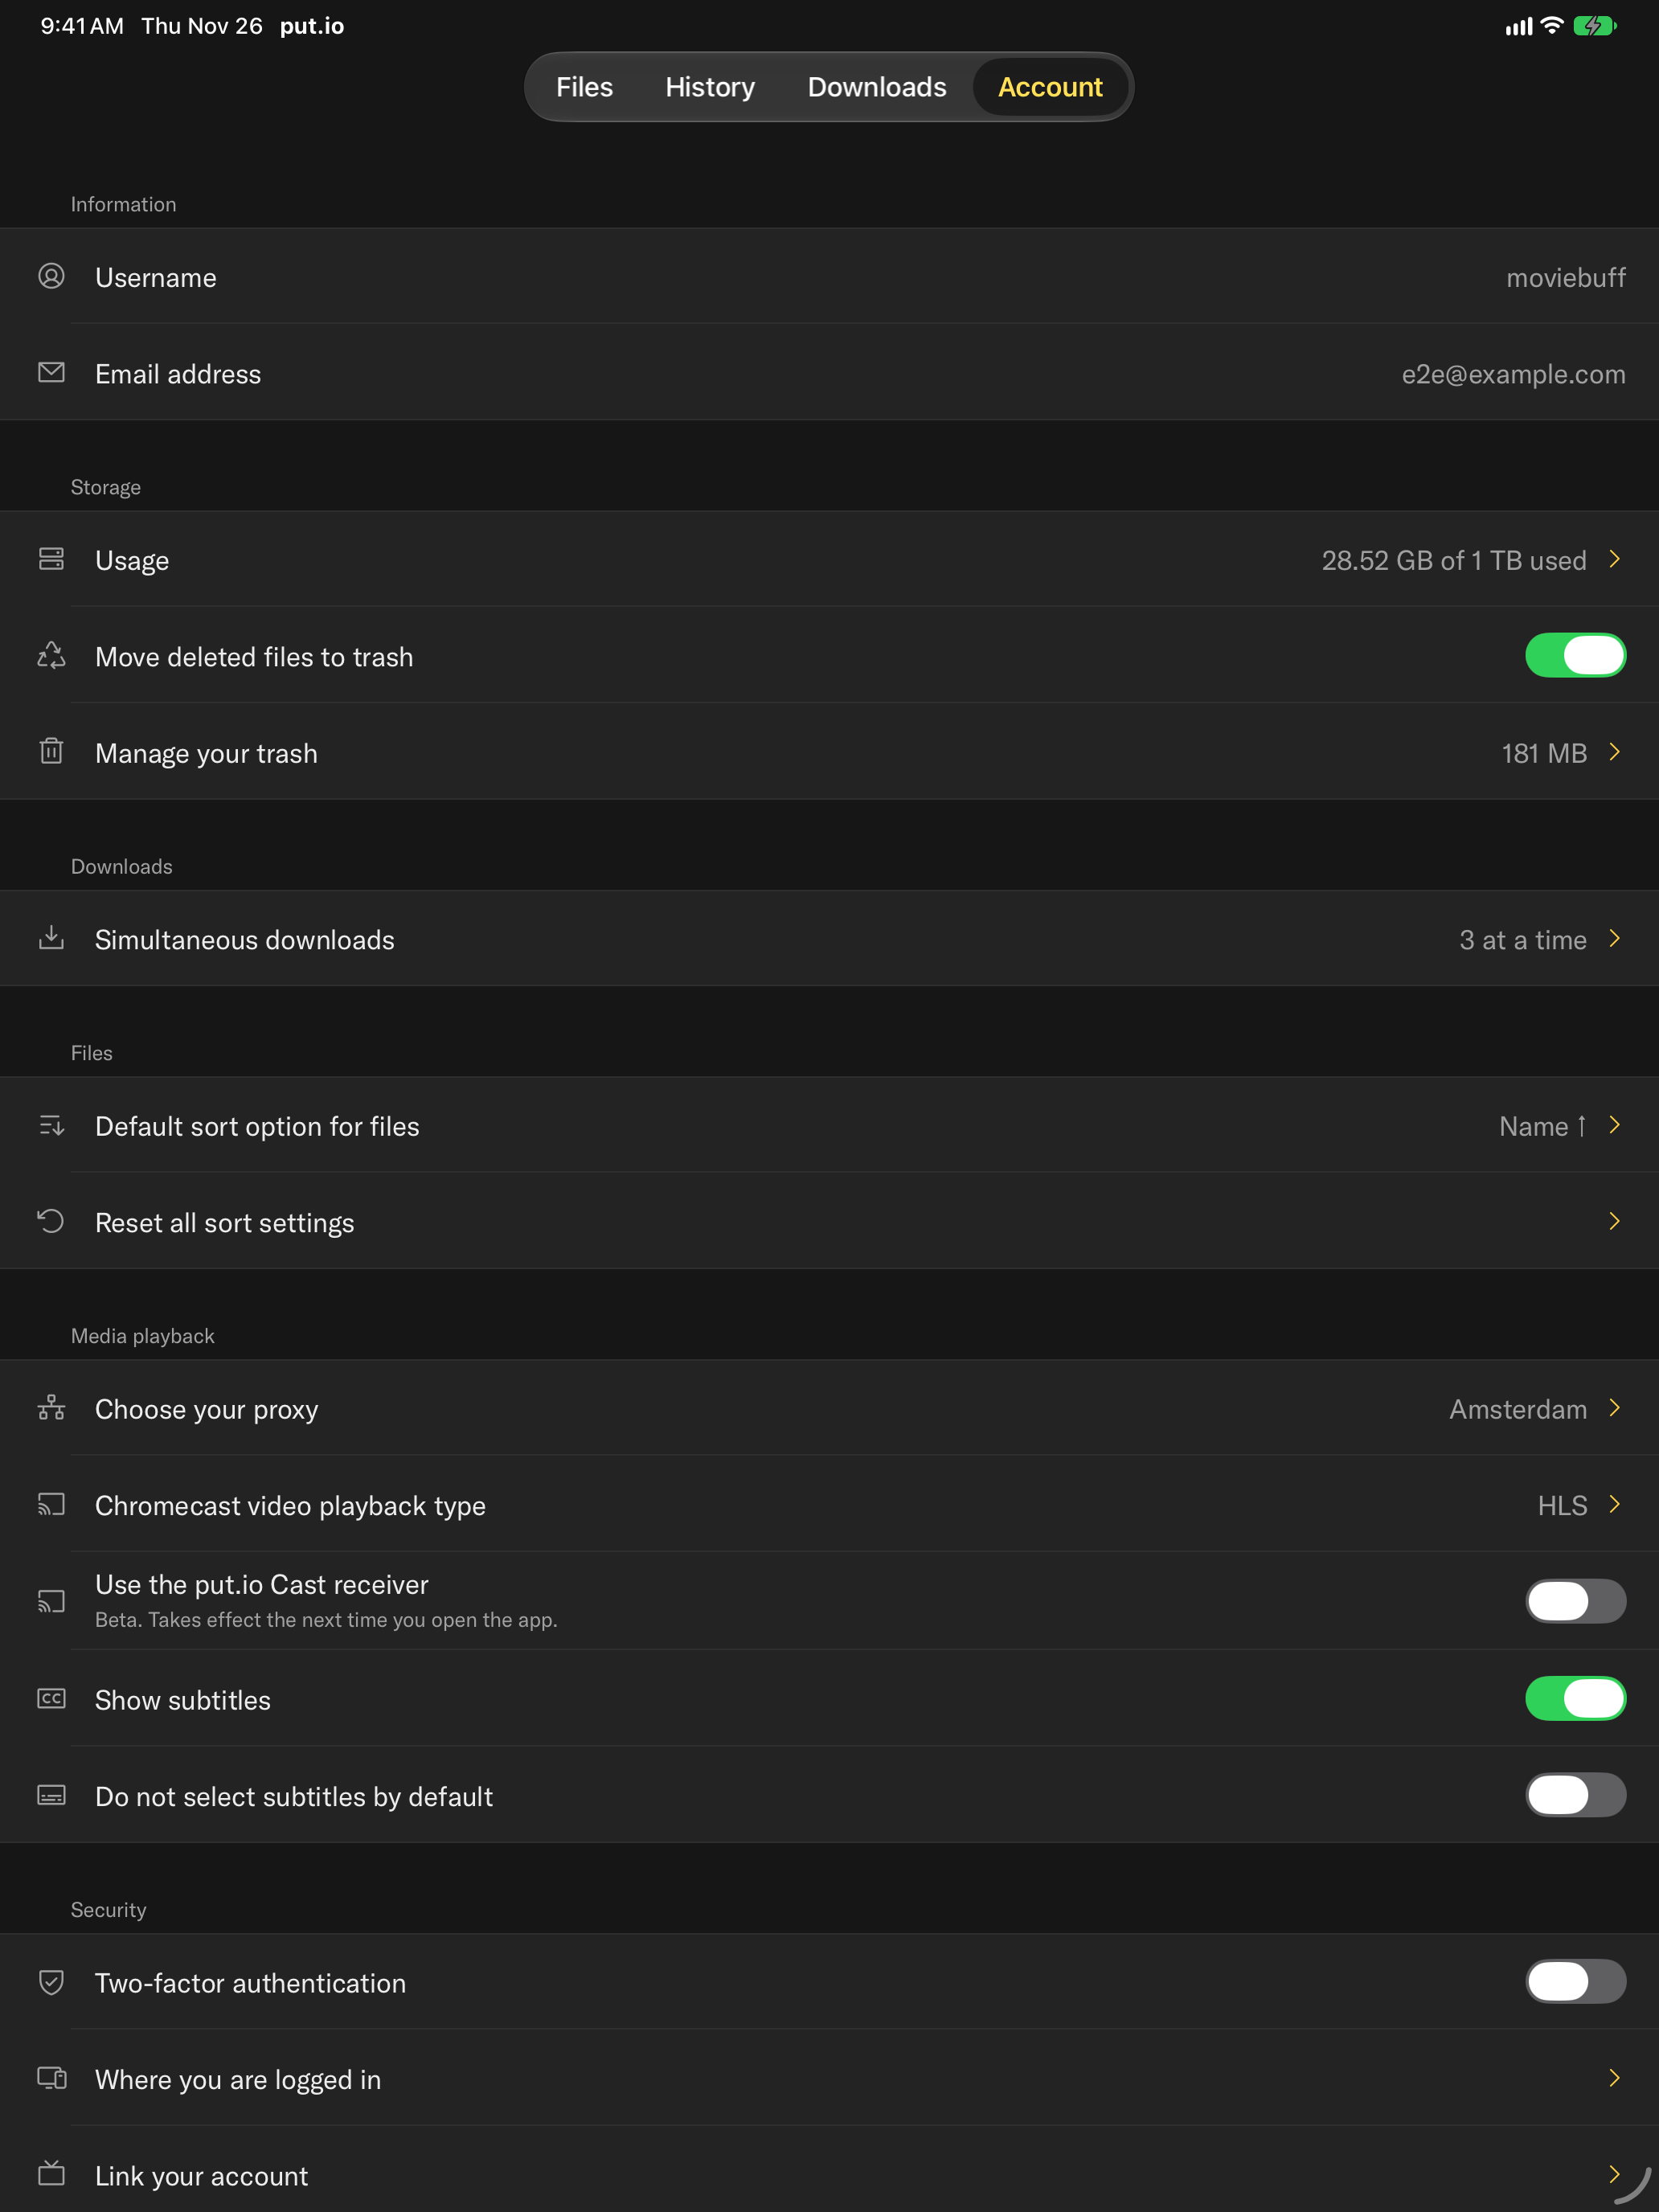 9:41 AM Thu Nov 26 put.io
Files History Downloads Account
Information
Username moviebuff
Email address e2e@example.com
Storage
Usage 28.52 GB of 1 TB used
Move deleted files to trash
Manage your trash 181 MB
Downloads
Simultaneous downloads 3 at a time
Files
Default sort option for files Name ↑
Reset all sort settings
Media playback
Choose your proxy Amsterdam
Chromecast video playback type HLS
Use the put.io Cast receiver
Beta. Takes effect the next time you open the app.
CC Show subtitles
Do not select subtitles by default
Security
Two-factor authentication
Where you are logged in
Link your account